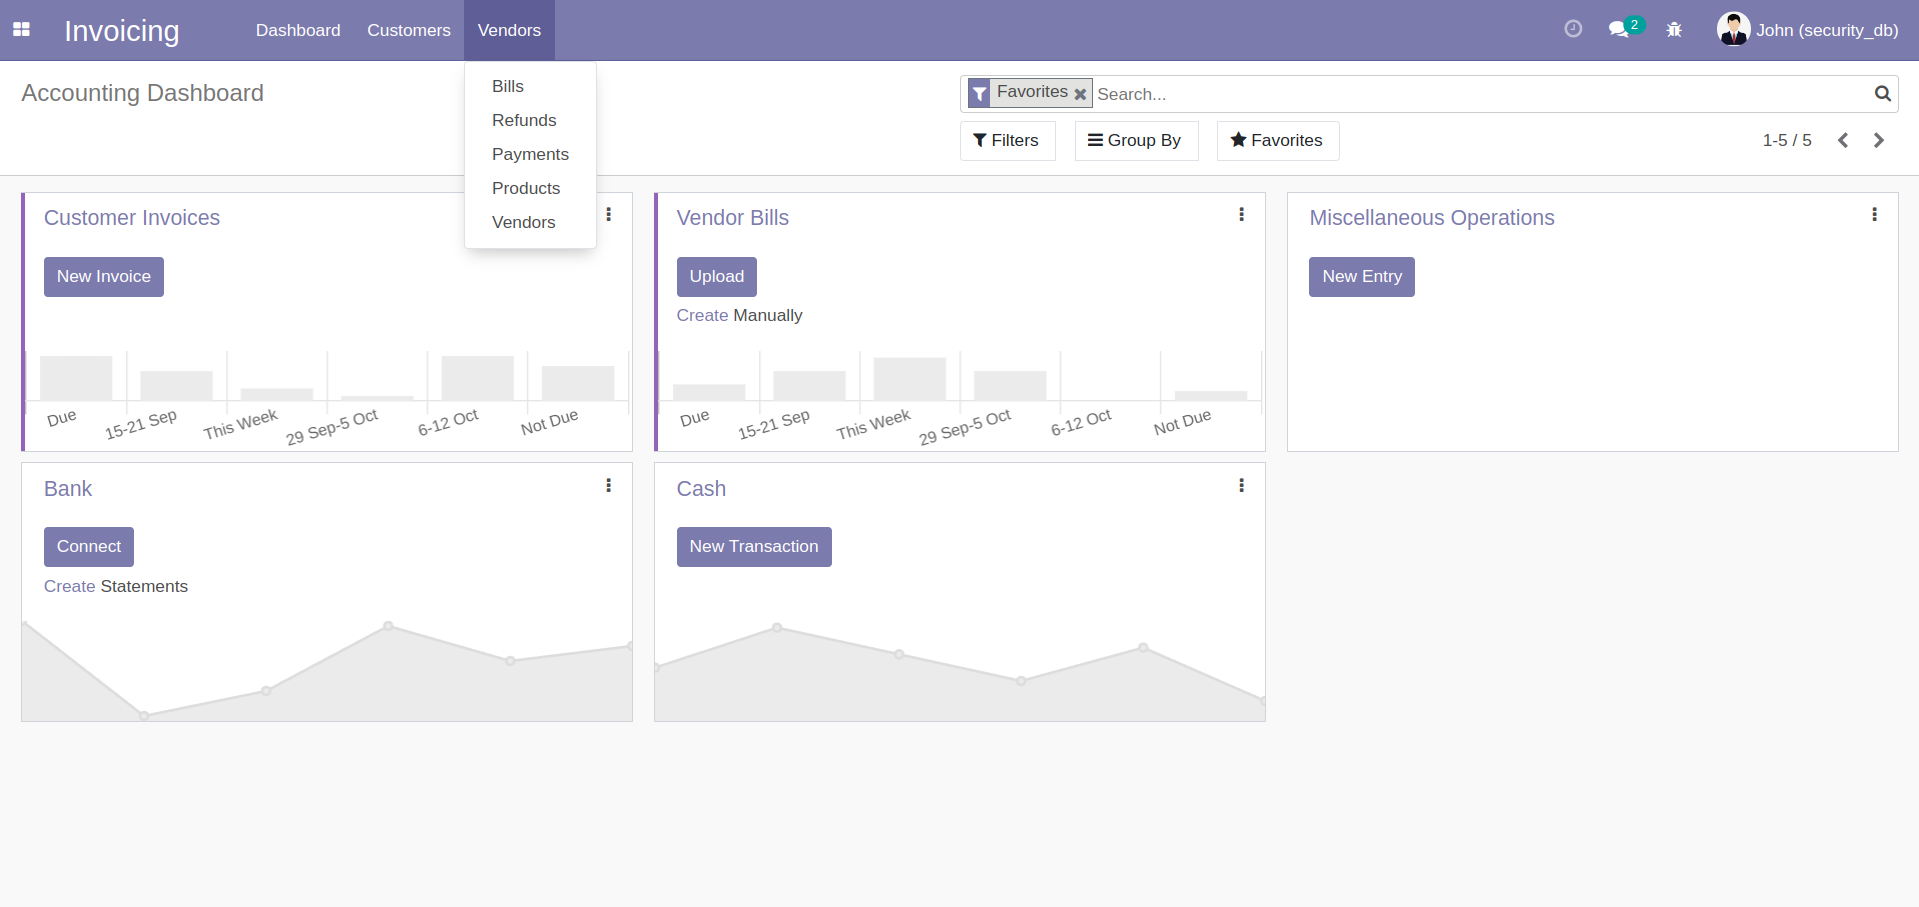 Invoicing Dashboard Customers Vendors 2 John (security_db)
Accounting Dashboard
Bills
Refunds
Payments
Products
Vendors
Favorites Search...
Filters Group By Favorites 1-5 / 5
Customer Invoices
New Invoice
Due 15-21 Sep This Week 29 Sep-5 Oct 6-12 Oct Not Due
Vendor Bills
Upload
Create Manually
Due 15-21 Sep This Week 29 Sep-5 Oct 6-12 Oct Not Due
Miscellaneous Operations
New Entry
Bank
Connect
Create Statements
Cash
New Transaction